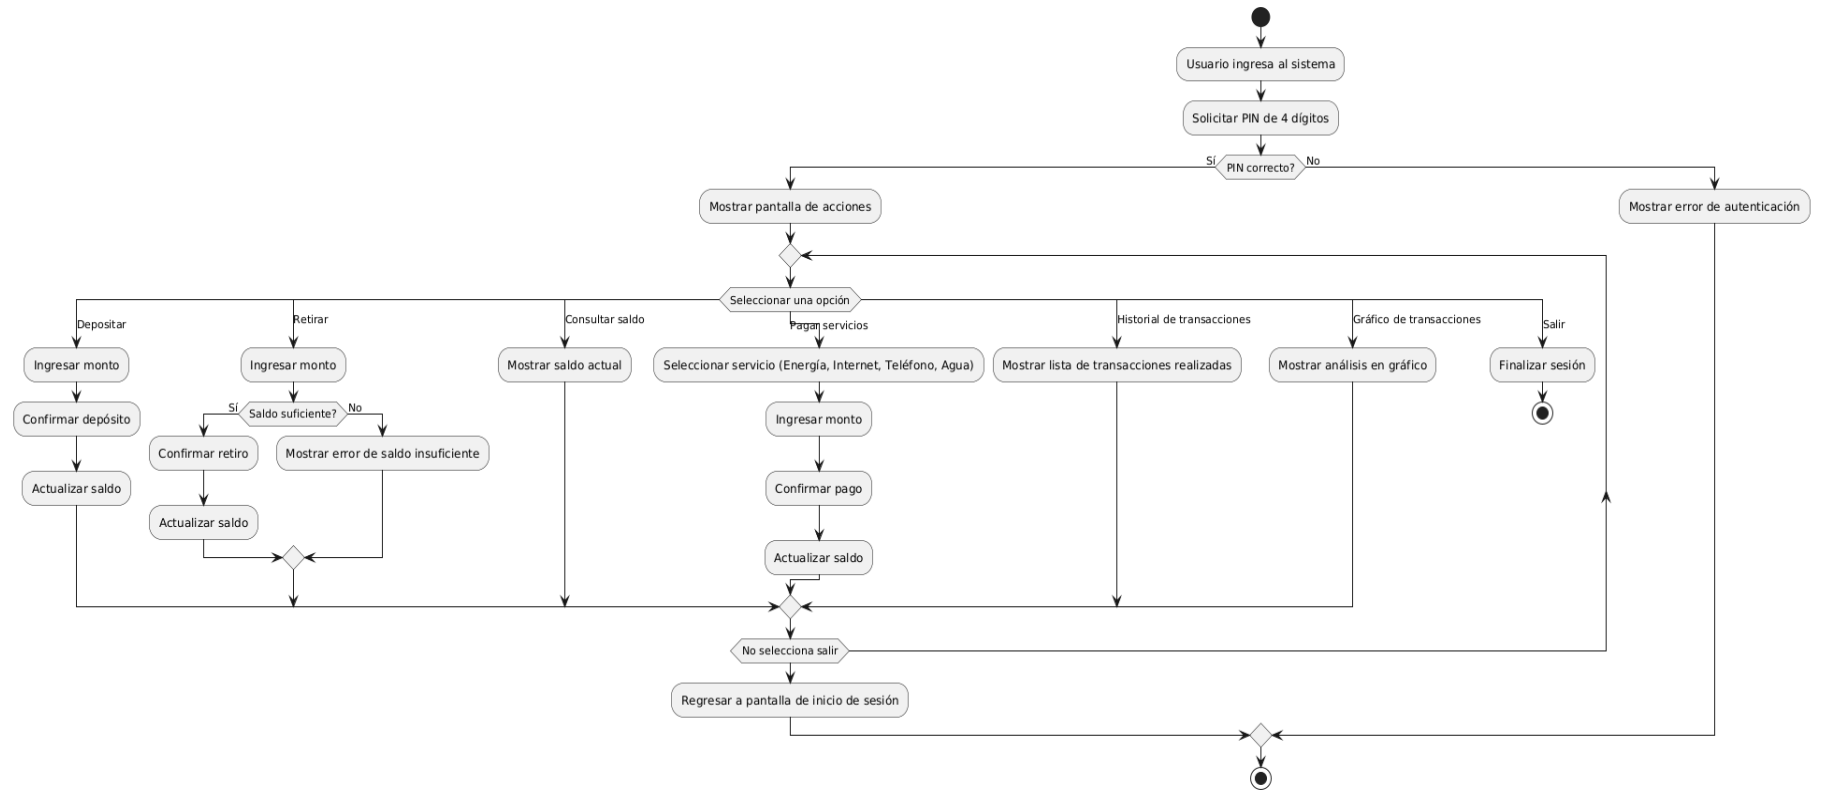 Usuario ingresa al sistema
Solicitar PIN de 4 dígitos
Sí
PIN correcto?
No
Mostrar pantalla de acciones
Mostrar error de autenticación
Seleccionar una opción
Depositar
Retirar
Consultar saldo
Pagar servicios
Historial de transacciones
Gráfico de transacciones
Salir
Ingresar monto
Ingresar monto
Mostrar saldo actual
Seleccionar servicio (Energía, Internet, Teléfono, Agua)
Mostrar lista de transacciones realizadas
Mostrar análisis en gráfico
Finalizar sesión
Confirmar depósito
Sí
Saldo suficiente?
No
Ingresar monto
Confirmar retiro
Mostrar error de saldo insuficiente
Actualizar saldo
Confirmar pago
Actualizar saldo
Actualizar saldo
No selecciona salir
Regresar a pantalla de inicio de sesión